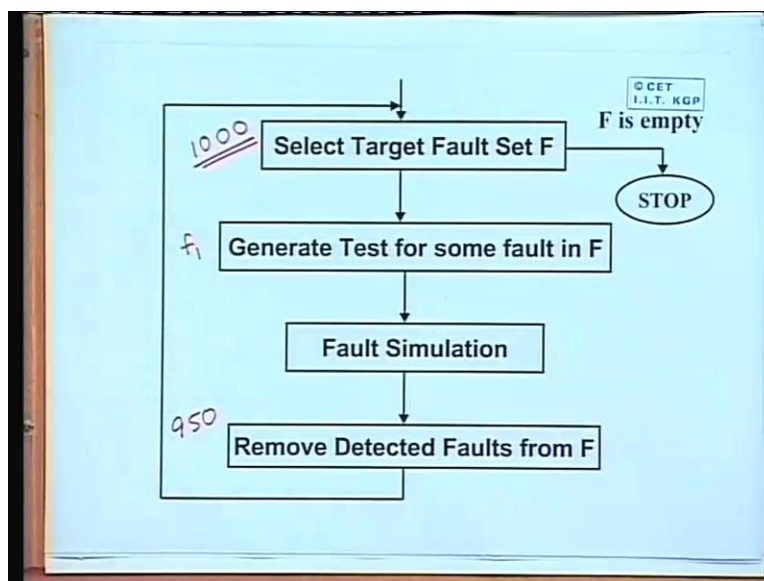 © CET
I.I.T. KGP
F is empty
1000
Select Target Fault Set F
STOP
f₁
Generate Test for some fault in F
Fault Simulation
950
Remove Detected Faults from F